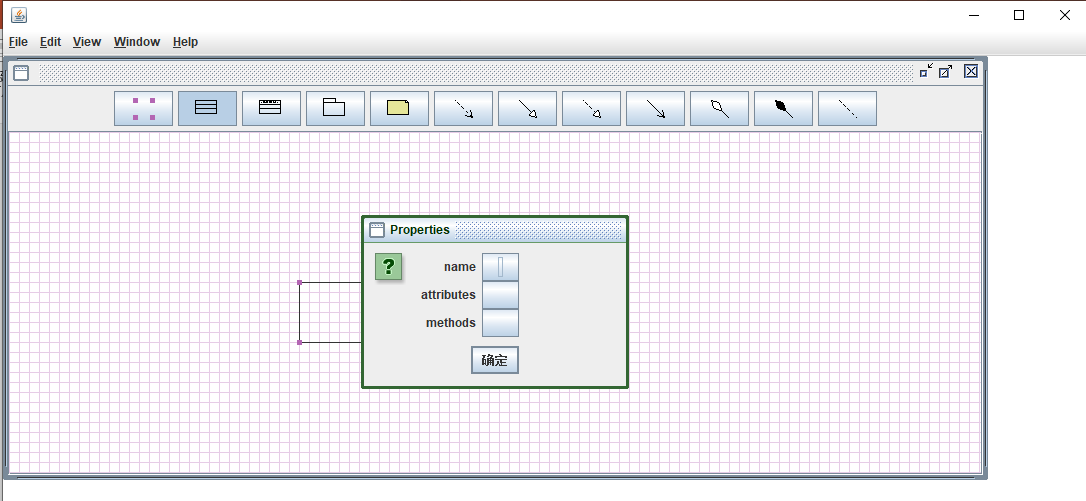 File Edit View Window Help
Properties
name
attributes
methods
确定